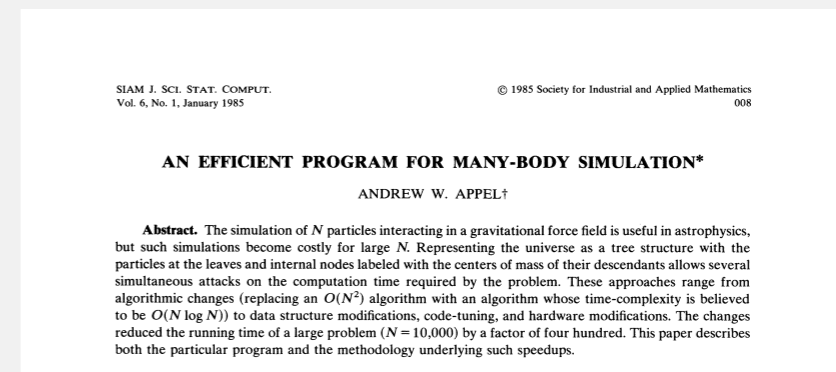 SIAM J. SCI. STAT. COMPUT.
Vol. 6, No. 1, January 1985
© 1985 Society for Industrial and Applied Mathematics
008
AN EFFICIENT PROGRAM FOR MANY-BODY SIMULATION*
ANDREW W. APPEL†
Abstract. The simulation of N particles interacting in a gravitational force field is useful in astrophysics,
but such simulations become costly for large N. Representing the universe as a tree structure with the
particles at the leaves and internal nodes labeled with the centers of mass of their descendants allows several
simultaneous attacks on the computation time required by the problem. These approaches range from
algorithmic changes (replacing an O(N²) algorithm with an algorithm whose time-complexity is believed
to be O(N log N)) to data structure modifications, code-tuning, and hardware modifications. The changes
reduced the running time of a large problem (N = 10,000) by a factor of four hundred. This paper describes
both the particular program and the methodology underlying such speedups.